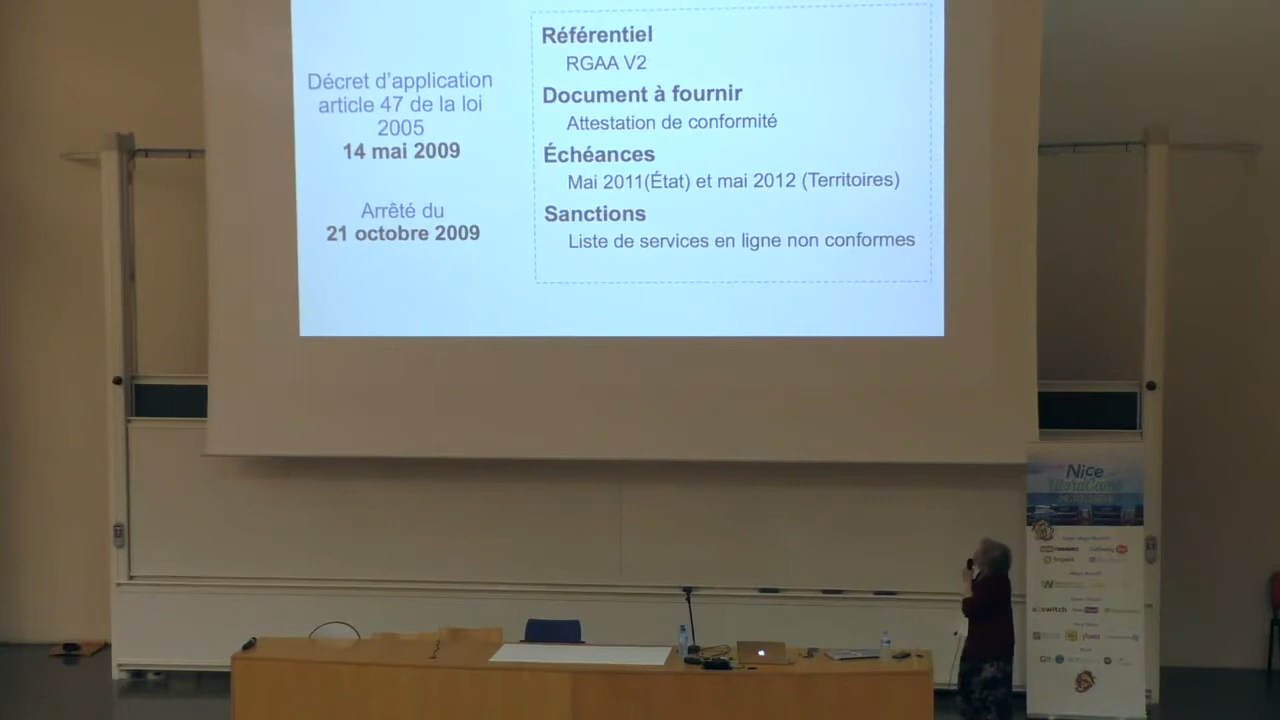 Décret d'application
article 47 de la loi
2005
14 mai 2009
Arrêté du
21 octobre 2009
Référentiel
RGAA V2
Document à fournir
Attestation de conformité
Échéances
Mai 2011(État) et mai 2012 (Territoires)
Sanctions
Liste de services en ligne non conformes
Nice
WordCamp